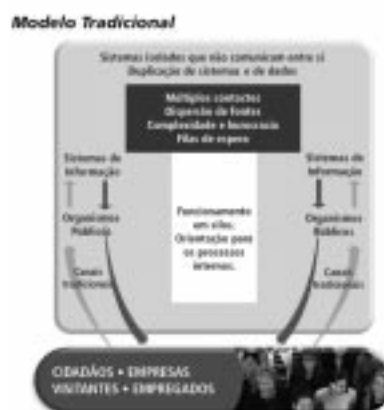 Modelo Tradicional
Sistemas isolados que não comunicam entre si
Duplicação de sistemas e de dados
Múltiplos contactos
Dispersão de fontes
Complexidade e burocracia
Filas de espera
Sistemas de
Informação
Sistemas de
Informação
Funcionamento
em silos;
Orientação para
os processos
internos.
Organismos
Públicos
Organismos
Públicos
Canais
Tradicionais
Canais
Tradicionais
CIDADÃOS • EMPRESAS
VISITANTES • EMPREGADOS